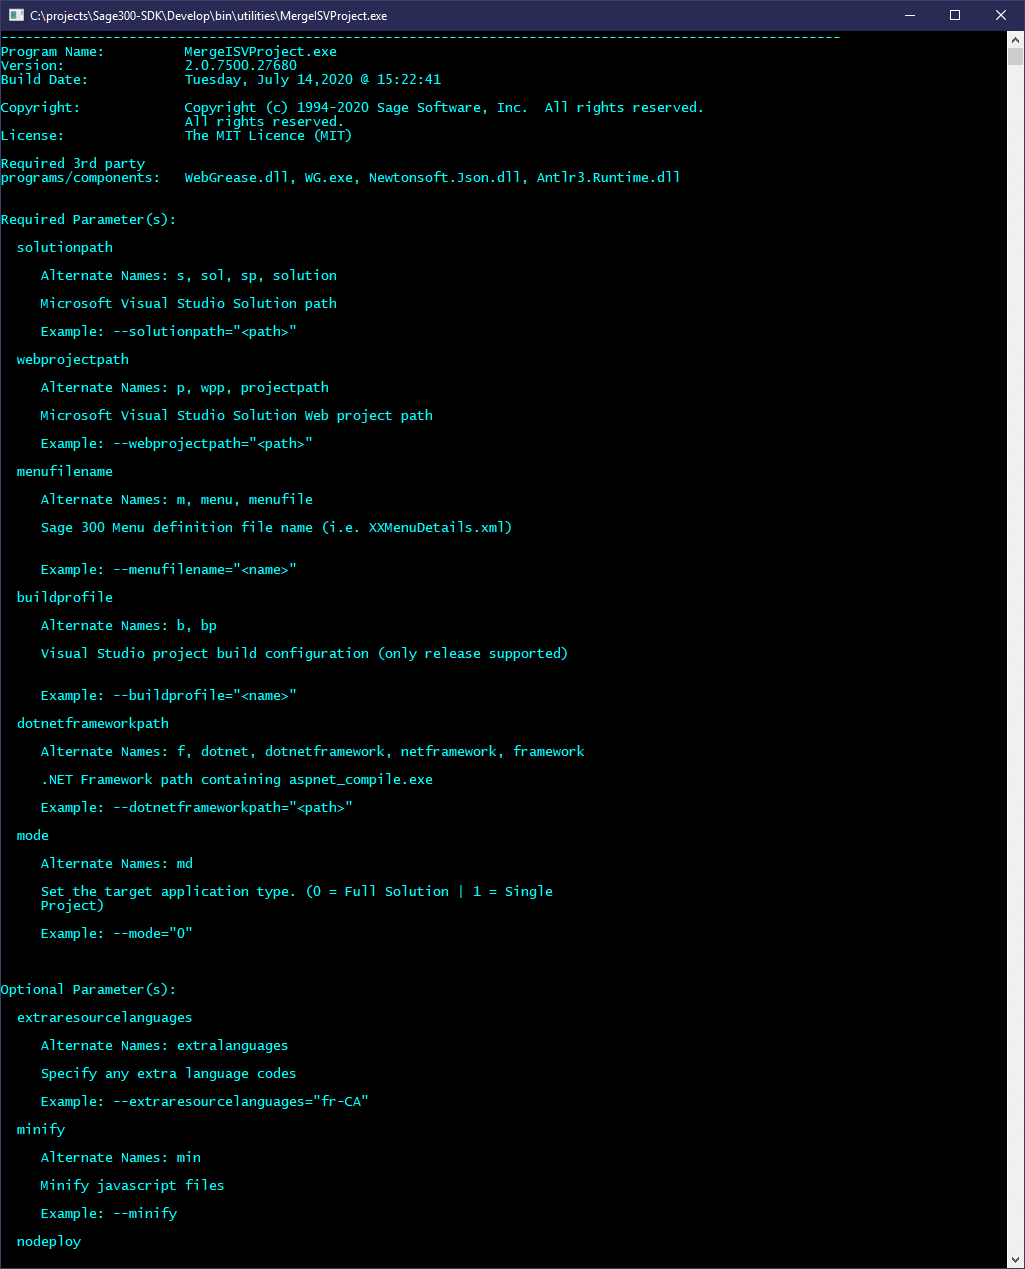 C:\projects\Sage300-SDK\Develop\bin\utilities\MergeISVProject.exe
---------------------------------------------------------------------------------------------------------
Program Name: MergeISVProject.exe
Version: 2.0.7500.27680
Build Date: Tuesday, July 14,2020 @ 15:22:41
Copyright: Copyright (c) 1994-2020 Sage Software, Inc.  All rights reserved.
All rights reserved.
License: The MIT Licence (MIT)
Required 3rd party
programs/components: WebGrease.dll, WG.exe, Newtonsoft.Json.dll, Antlr3.Runtime.dll
Required Parameter(s):
solutionpath
Alternate Names: s, sol, sp, solution
Microsoft Visual Studio Solution path
Example: --solutionpath="<path>"
webprojectpath
Alternate Names: p, wpp, projectpath
Microsoft Visual Studio Solution Web project path
Example: --webprojectpath="<path>"
menufilename
Alternate Names: m, menu, menufile
Sage 300 Menu definition file name (i.e. XXMenuDetails.xml)
Example: --menufilename="<name>"
buildprofile
Alternate Names: b, bp
Visual Studio project build configuration (only release supported)
Example: --buildprofile="<name>"
dotnetframeworkpath
Alternate Names: f, dotnet, dotnetframework, netframework, framework
.NET Framework path containing aspnet_compile.exe
Example: --dotnetframeworkpath="<path>"
mode
Alternate Names: md
Set the target application type. (0 = Full Solution | 1 = Single
Project)
Example: --mode="0"
Optional Parameter(s):
extraresourcelanguages
Alternate Names: extralanguages
Specify any extra language codes
Example: --extraresourcelanguages="fr-CA"
minify
Alternate Names: min
Minify javascript files
Example: --minify
nodeploy